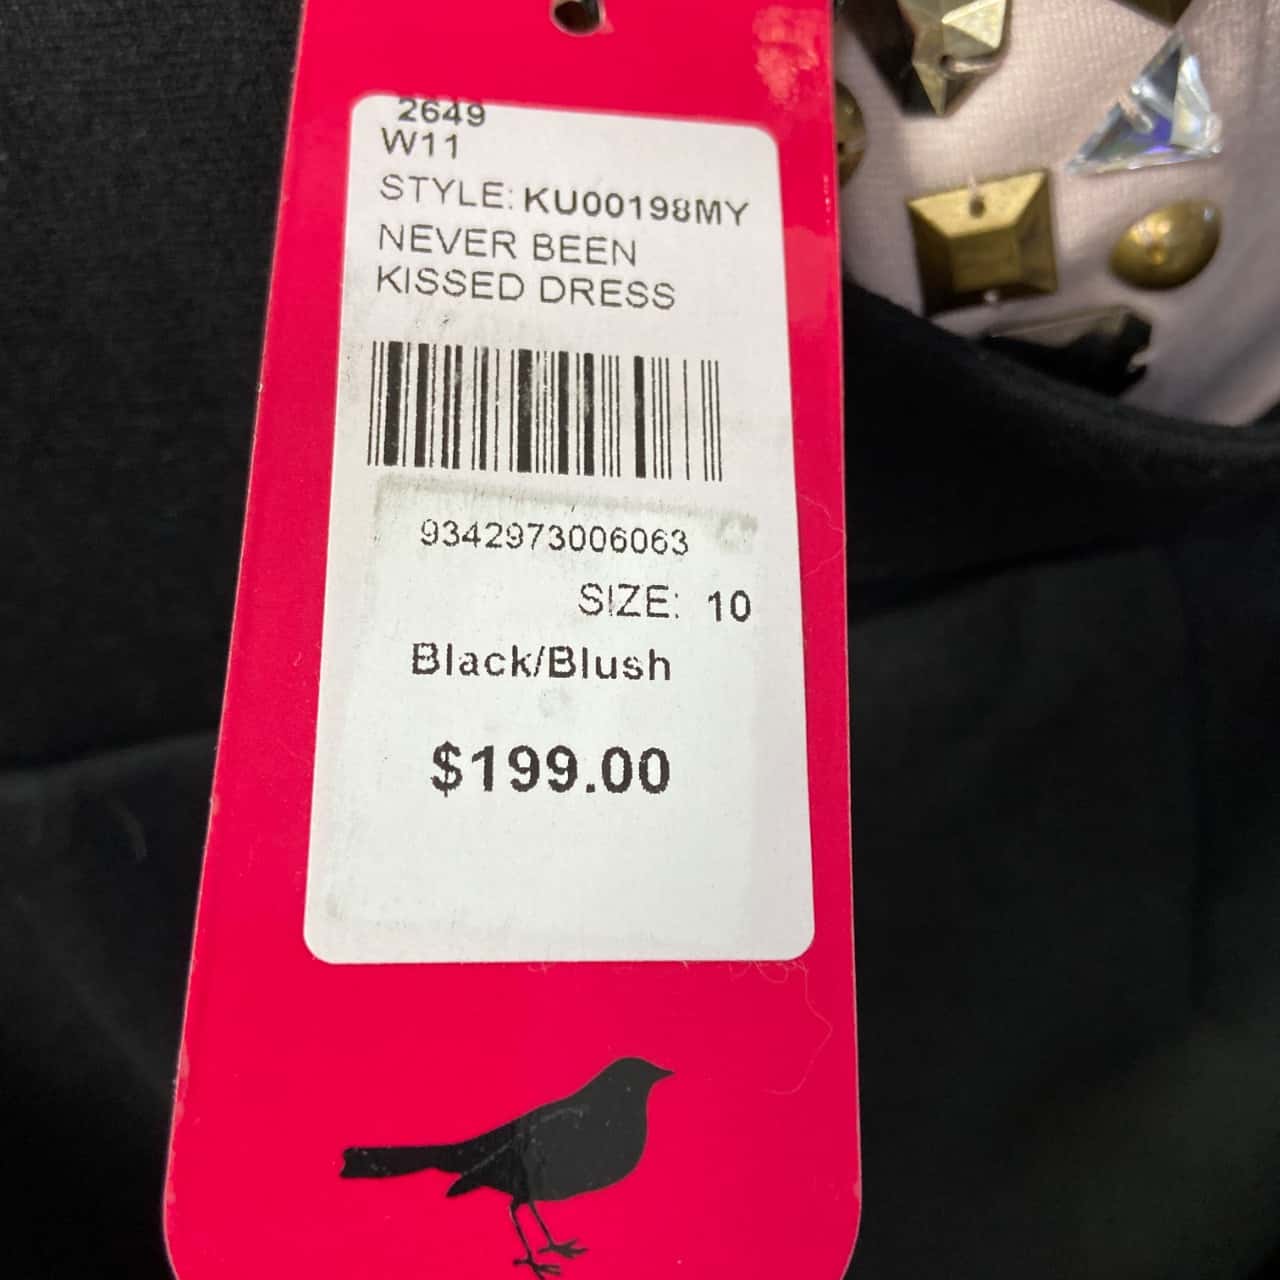 2649
W11
STYLE: KU00198MY
NEVER BEEN
KISSED DRESS
9342973006063
SIZE: 10
Black/Blush
$199.00